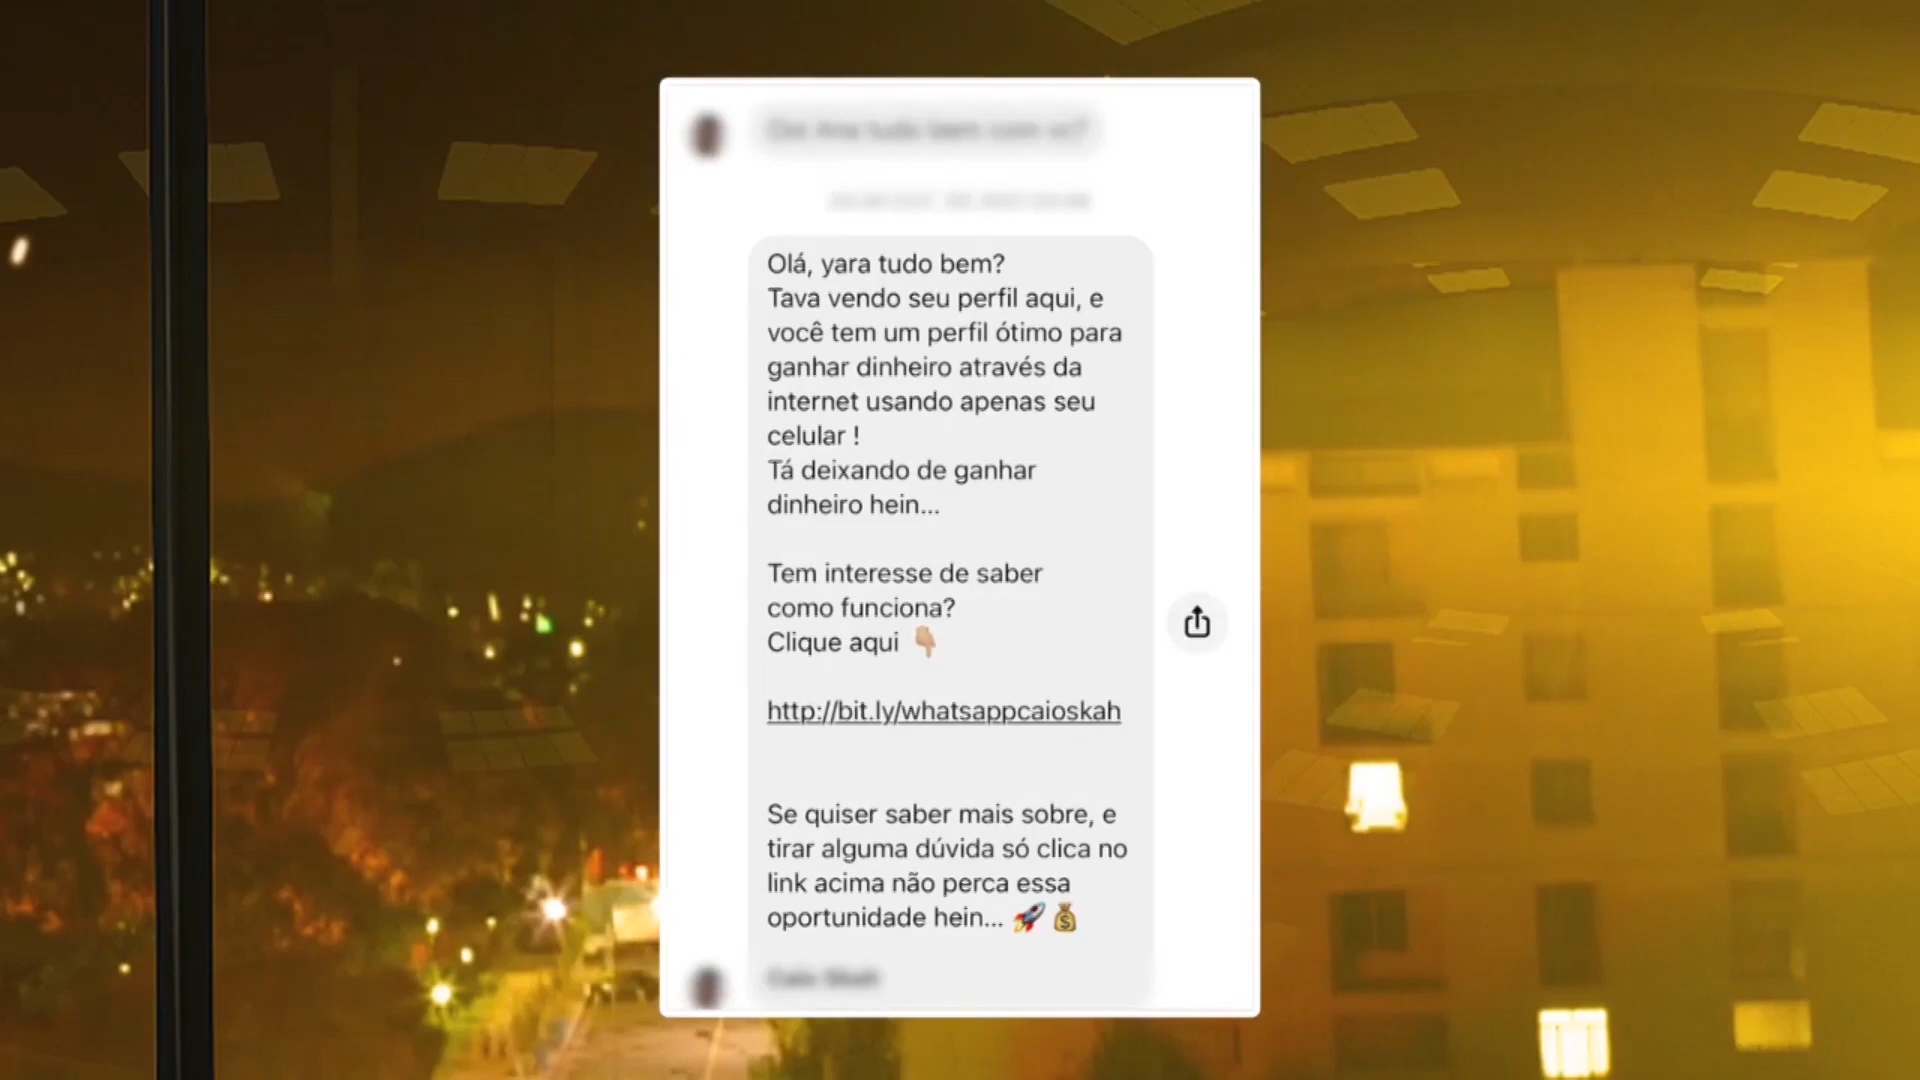 Olá, yara tudo bem?
Tava vendo seu perfil aqui, e
você tem um perfil ótimo para
ganhar dinheiro através da
internet usando apenas seu
celular !
Tá deixando de ganhar
dinheiro hein...
Tem interesse de saber
como funciona?
Clique aqui 👇🏼
http://bit.ly/whatsappcaioskah
Se quiser saber mais sobre, e
tirar alguma dúvida só clica no
link acima não perca essa
oportunidade hein... 🚀💰